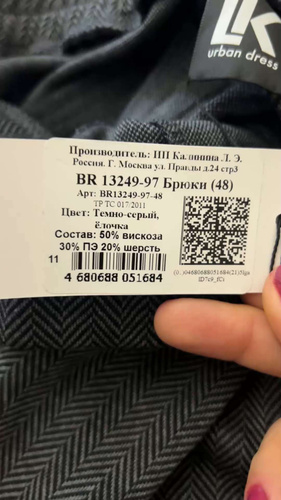 LK
urban dress
Производитель: ИП Калинина Л. Э.
Россия. Г. Москва ул. Правды д.24 стр3
BR 13249-97 Брюки (48)
Арт: BR13249-97-48
ТР ТС 017/2011
Цвет: Темно-серый,
ёлочка
Состав: 50% вискоза
30% ПЭ 20% шерсть
11
4 680688 051684